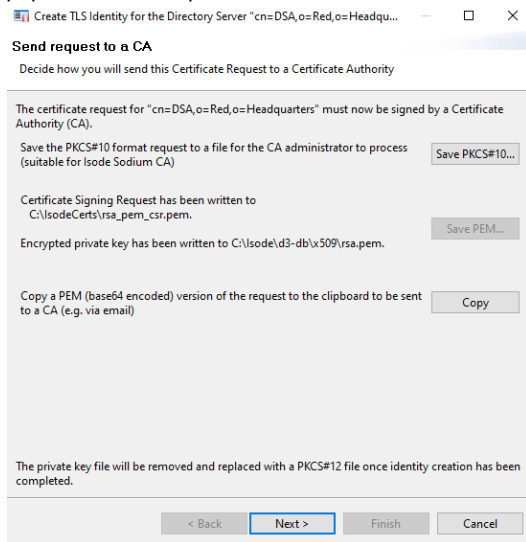 Create TLS Identity for the Directory Server "cn=DSA,o=Red,o=Headqu...
Send request to a CA
Decide how you will send this Certificate Request to a Certificate Authority
The certificate request for "cn=DSA,o=Red,o=Headquarters" must now be signed by a Certificate
Authority (CA).
Save the PKCS#10 format request to a file for the CA administrator to process
(suitable for Isode Sodium CA)
Save PKCS#10...
Certificate Signing Request has been written to
C:\IsodeCerts\rsa_pem_csr.pem.
Save PEM...
Encrypted private key has been written to C:\Isode\d3-db\x509\rsa.pem.
Copy a PEM (base64 encoded) version of the request to the clipboard to be sent
to a CA (e.g. via email)
Copy
The private key file will be removed and replaced with a PKCS#12 file once identity creation has been
completed.
< Back Next > Finish Cancel